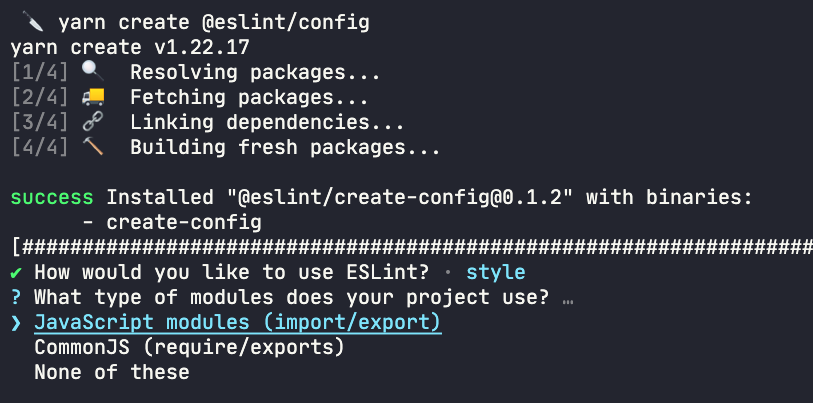 🔪 yarn create @eslint/config
yarn create v1.22.17
[1/4] 🔍 Resolving packages...
[2/4] 🚚 Fetching packages...
[3/4] 🔗 Linking dependencies...
[4/4] 🔨 Building fresh packages...
success Installed "@eslint/create-config@0.1.2" with binaries:
- create-config
[##################################################################
✔ How would you like to use ESLint? · style
? What type of modules does your project use? …
❯ JavaScript modules (import/export)
CommonJS (require/exports)
None of these